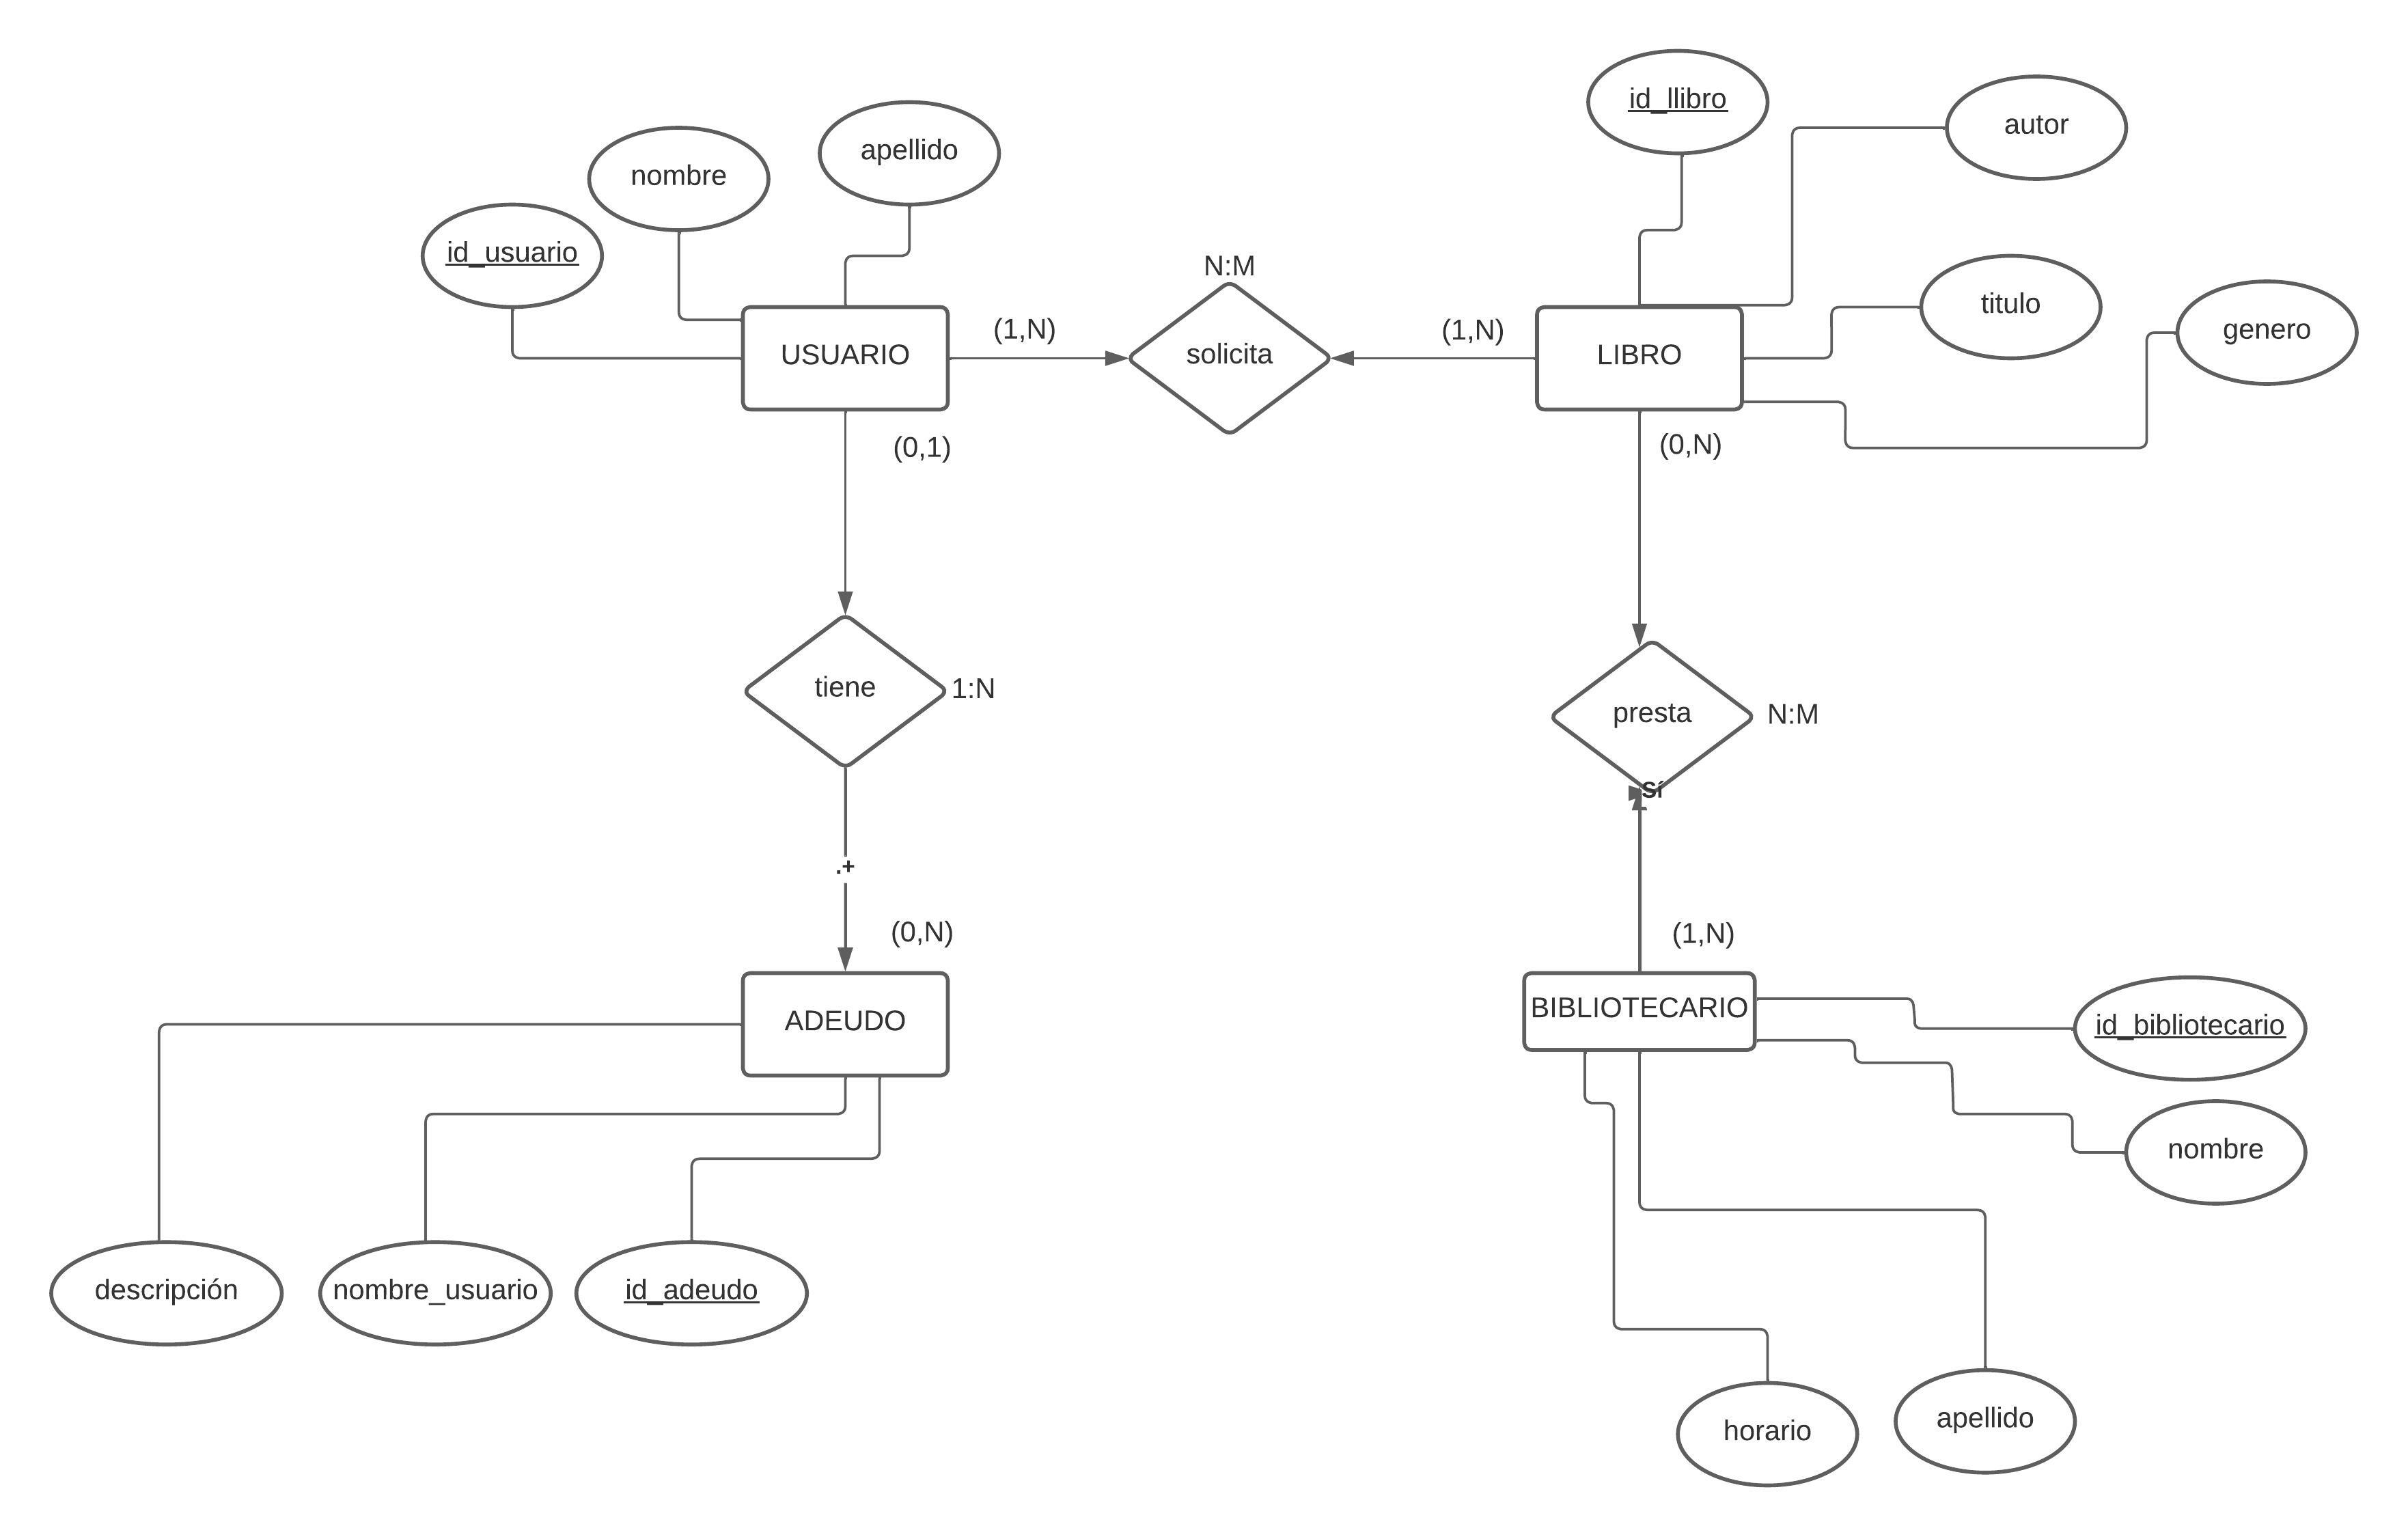 id_llibro
autor
apellido
nombre
id_usuario
N:M
titulo
genero
USUARIO
(1,N)
solicita
(1,N)
LIBRO
(0,1)
(0,N)
tiene
1:N
presta
N:M
Sí
.+
(0,N)
(1,N)
ADEUDO
BIBLIOTECARIO
id_bibliotecario
nombre
descripción
nombre_usuario
id_adeudo
horario
apellido